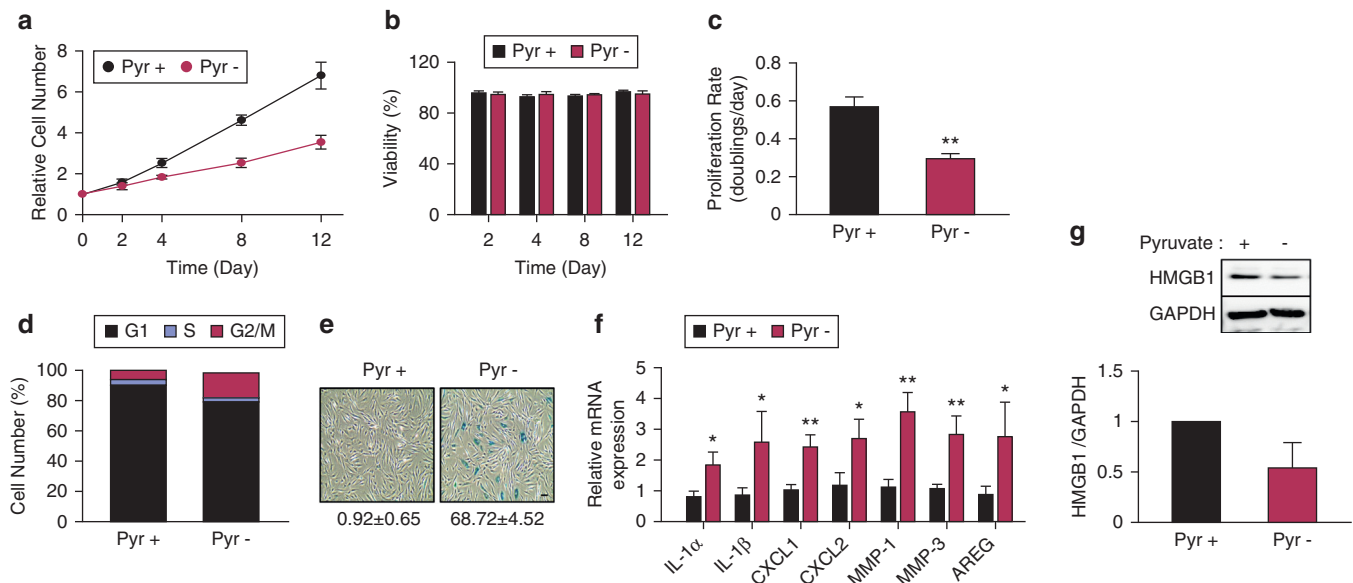 a
Relative Cell Number
8
6
4
2
0
Pyr + Pyr -
0 2 4 8 12
Time (Day)
b
Viability (%)
120
80
40
0
Pyr + Pyr -
2 4 8 12
Time (Day)
c
Proliferation Rate
(doublings/day)
0.8
0.6
0.4
0.2
0
**
Pyr + Pyr -
d
G1 S G2/M
Cell Number (%)
100
80
60
40
20
0
Pyr + Pyr -
e
Pyr + Pyr -
0.92±0.65 68.72±4.52
f
Pyr + Pyr -
Relative mRNA
expression
5
4
3
2
1
0
* * ** * ** ** *
IL-1α IL-1β CXCL1 CXCL2 MMP-1 MMP-3 AREG
g
Pyruvate : + -
HMGB1
GAPDH
HMGB1 /GAPDH
1.5
1
0.5
0
Pyr + Pyr -